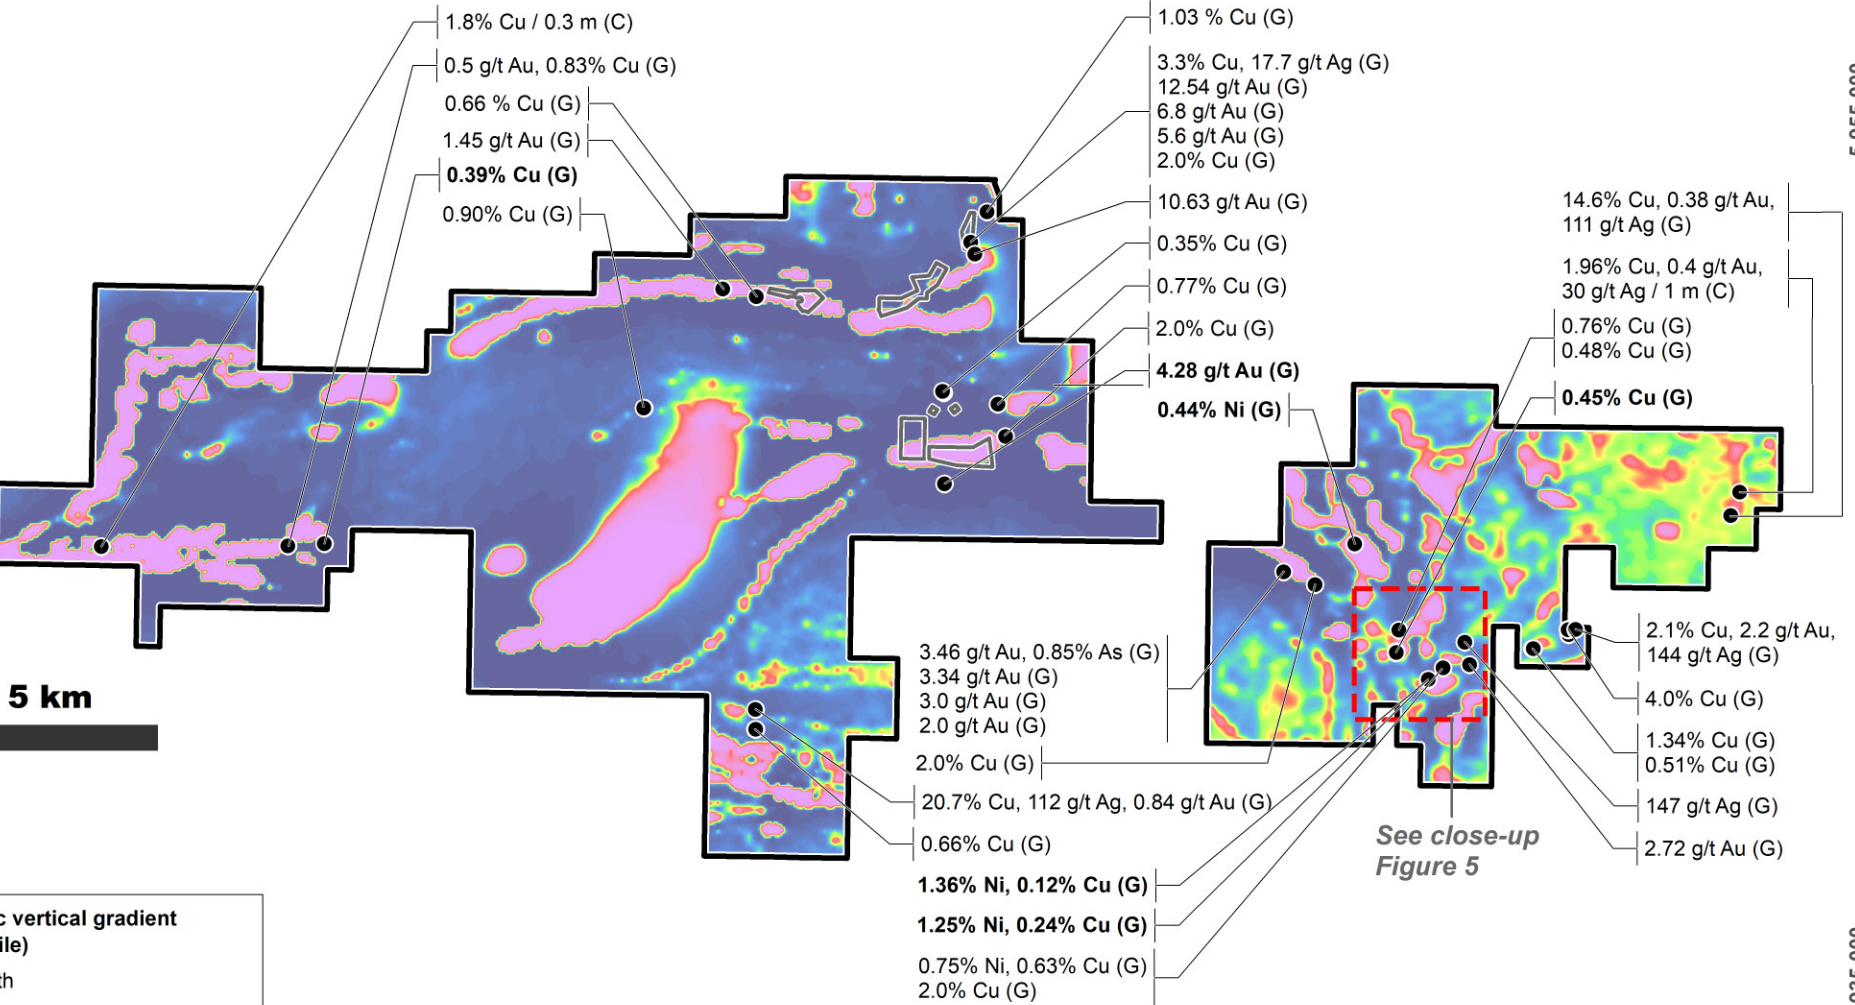 1.8% Cu / 0.3 m (C)
0.5 g/t Au, 0.83% Cu (G)
0.66 % Cu (G)
1.45 g/t Au (G)
0.39% Cu (G)
0.90% Cu (G)
1.03 % Cu (G)
3.3% Cu, 17.7 g/t Ag (G)
12.54 g/t Au (G)
6.8 g/t Au (G)
5.6 g/t Au (G)
2.0% Cu (G)
10.63 g/t Au (G)
0.35% Cu (G)
0.77% Cu (G)
2.0% Cu (G)
4.28 g/t Au (G)
0.44% Ni (G)
14.6% Cu, 0.38 g/t Au,
111 g/t Ag (G)
1.96% Cu, 0.4 g/t Au,
30 g/t Ag / 1 m (C)
0.76% Cu (G)
0.48% Cu (G)
0.45% Cu (G)
3.46 g/t Au, 0.85% As (G)
3.34 g/t Au (G)
3.0 g/t Au (G)
2.0 g/t Au (G)
2.0% Cu (G)
20.7% Cu, 112 g/t Ag, 0.84 g/t Au (G)
0.66% Cu (G)
1.36% Ni, 0.12% Cu (G)
1.25% Ni, 0.24% Cu (G)
0.75% Ni, 0.63% Cu (G)
2.0% Cu (G)
2.1% Cu, 2.2 g/t Au,
144 g/t Ag (G)
4.0% Cu (G)
1.34% Cu (G)
0.51% Cu (G)
147 g/t Ag (G)
2.72 g/t Au (G)
See close-up
Figure 5
5 km
c vertical gradient
ile)
th